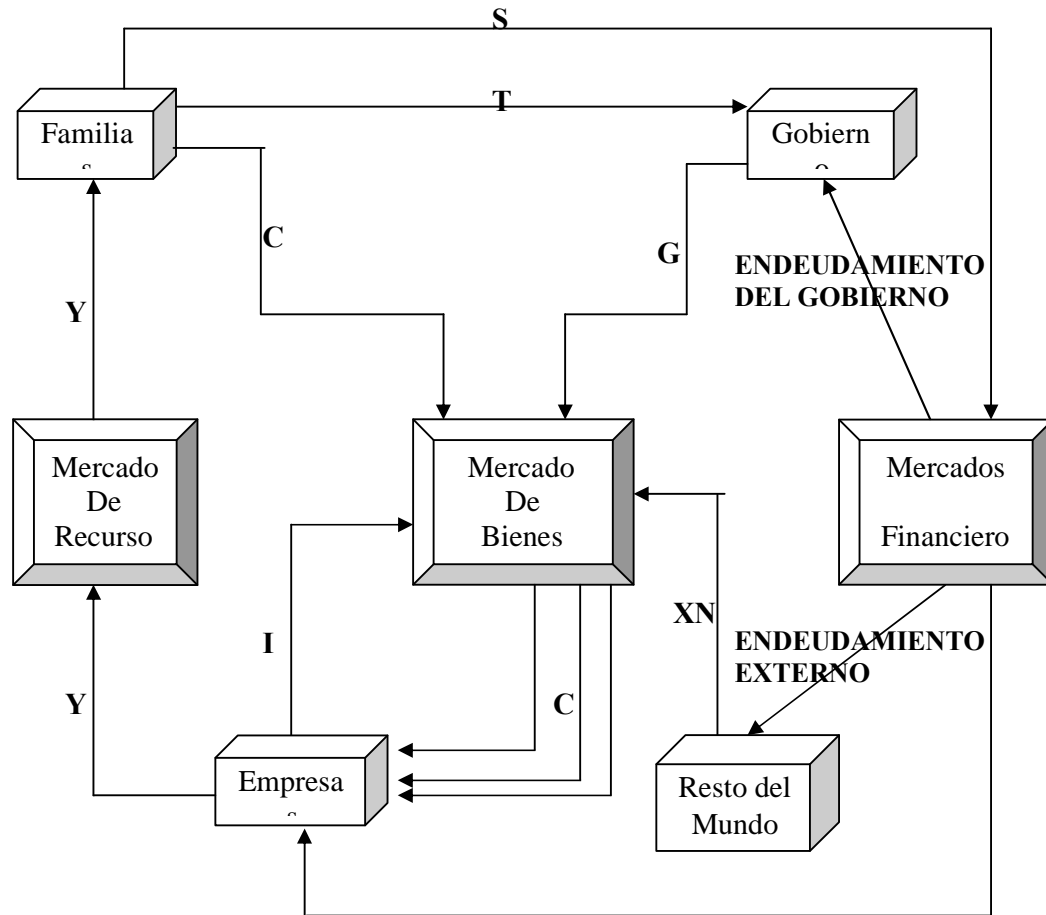 S
T
Familia
s
Gobiern
o
C
G
ENDEUDAMIENTO
DEL GOBIERNO
Y
Mercado
De
Recurso
Mercado
De
Bienes
Mercados
Financiero
XN
ENDEUDAMIENTO
EXTERNO
I
Y
C
Empresa
s
Resto del
Mundo